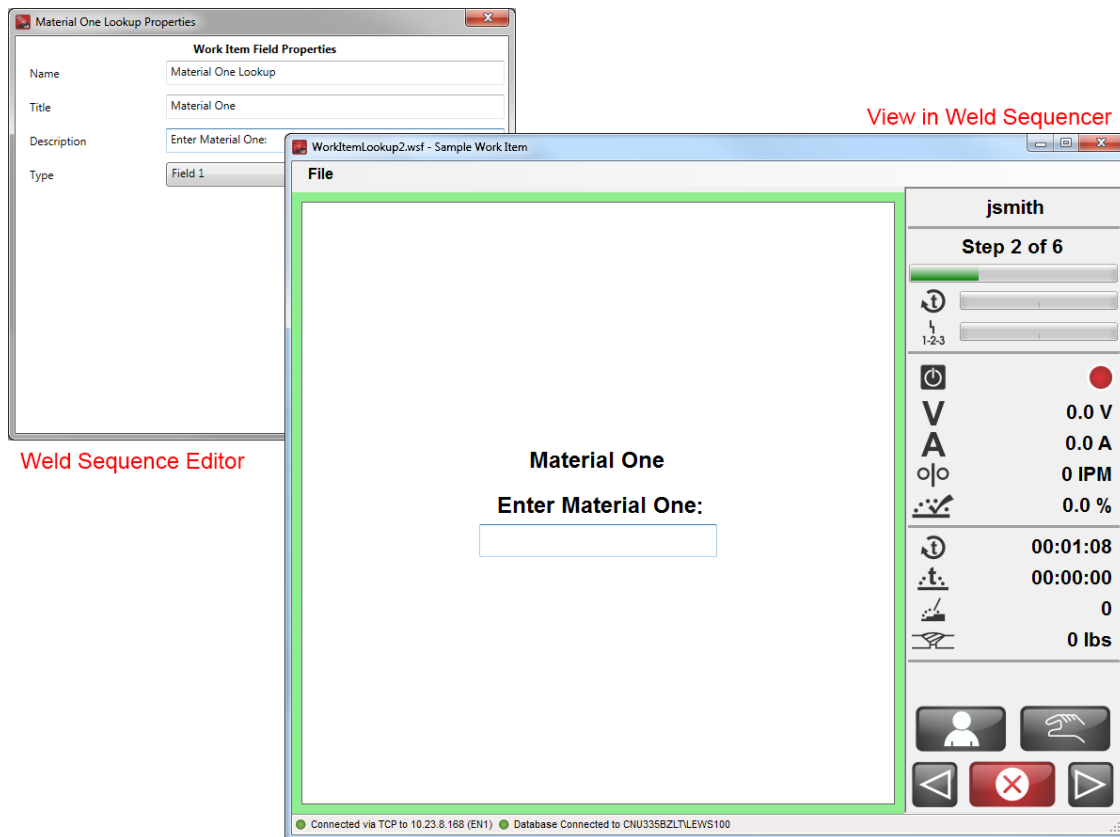 Material One Lookup Properties
Work Item Field Properties
Name Material One Lookup
Title Material One
Description Enter Material One:
Type Field 1
Weld Sequence Editor
View in Weld Sequencer
WorkItemLookup2.wsf - Sample Work Item
File
Material One
Enter Material One:
jsmith
Step 2 of 6
t
1-2-3
V 0.0 V
A 0.0 A
0 IPM
0.0 %
t 00:01:08
.t. 00:00:00
0
0 lbs
Connected via TCP to 10.23.8.168 (EN1) Database Connected to CNU335BZLT\LEWS100